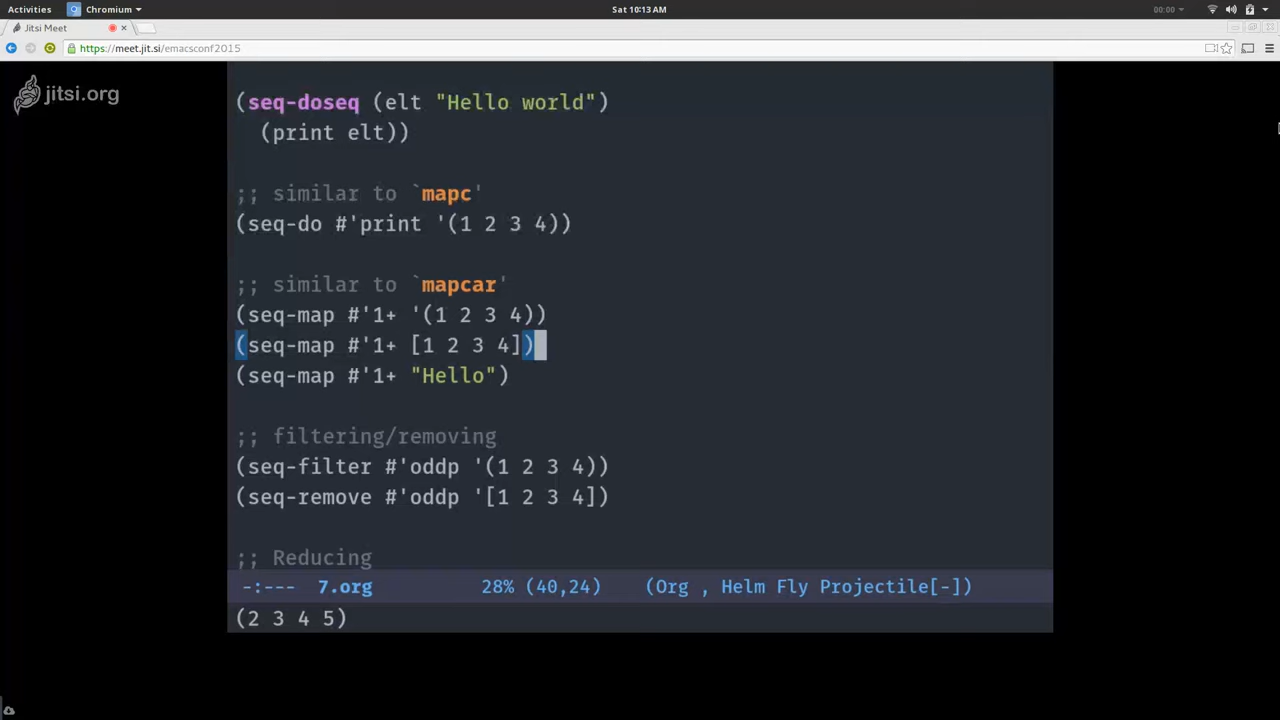 Activities Chromium Sat 10:13 AM 00:00
Jitsi Meet
https://meet.jit.si/emacsconf2015
jitsi.org
(seq-doseq (elt "Hello world")
(print elt))
;; similar to `mapc'
(seq-do #'print '(1 2 3 4))
;; similar to `mapcar'
(seq-map #'1+ '(1 2 3 4))
(seq-map #'1+ [1 2 3 4])
(seq-map #'1+ "Hello")
;; filtering/removing
(seq-filter #'oddp '(1 2 3 4))
(seq-remove #'oddp '[1 2 3 4])
;; Reducing
-:--- 7.org 28% (40,24) (Org , Helm Fly Projectile[-])
(2 3 4 5)